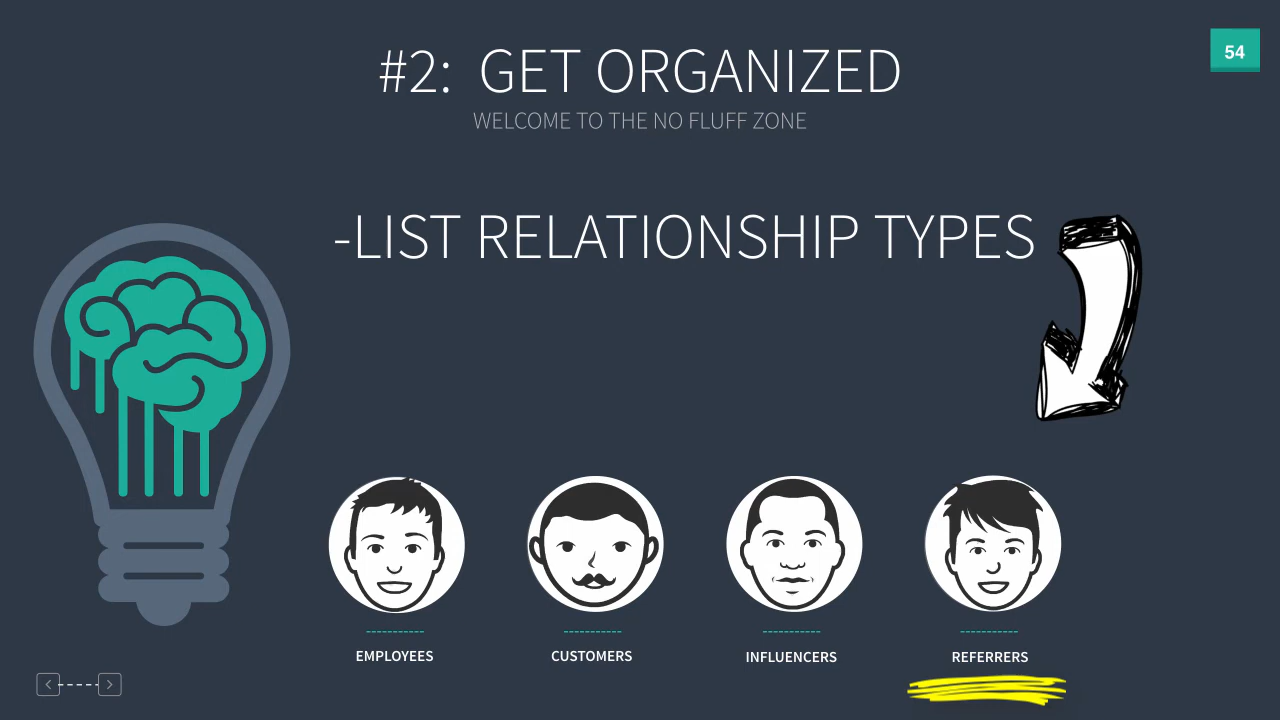 #2: GET ORGANIZED
54
WELCOME TO THE NO FLUFF ZONE
-LIST RELATIONSHIP TYPES
-----------
-----------
-----------
-----------
EMPLOYEES
CUSTOMERS
INFLUENCERS
REFERRERS